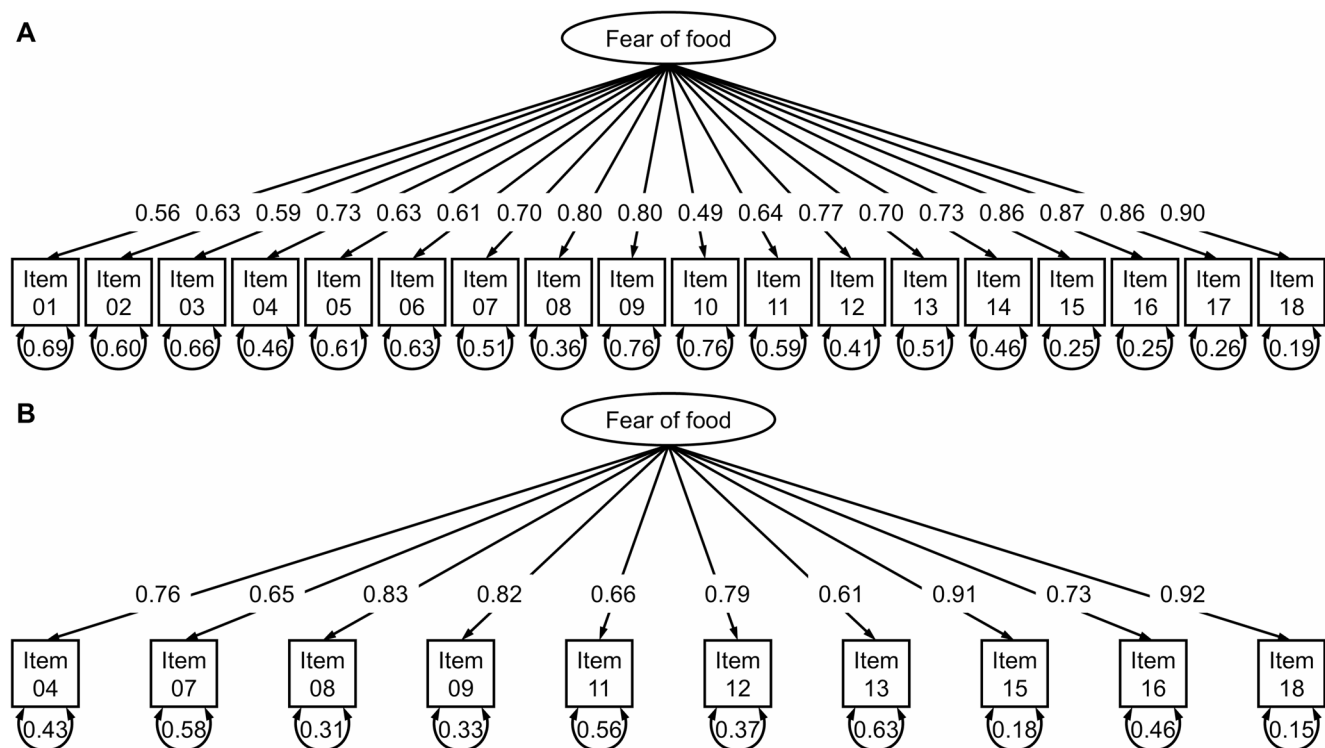 A
Fear of food
0.56 0.63 0.59 0.73 0.63 0.61 0.70 0.80 0.80 0.49 0.64 0.77 0.70 0.73 0.86 0.87 0.86 0.90
Item Item Item Item Item Item Item Item Item Item Item Item Item Item Item Item Item Item
01 02 03 04 05 06 07 08 09 10 11 12 13 14 15 16 17 18
0.69 0.60 0.66 0.46 0.61 0.63 0.51 0.36 0.76 0.76 0.59 0.41 0.51 0.46 0.25 0.25 0.26 0.19
B
Fear of food
0.76 0.65 0.83 0.82 0.66 0.79 0.61 0.91 0.73 0.92
Item Item Item Item Item Item Item Item Item Item
04 07 08 09 11 12 13 15 16 18
0.43 0.58 0.31 0.33 0.56 0.37 0.63 0.18 0.46 0.15